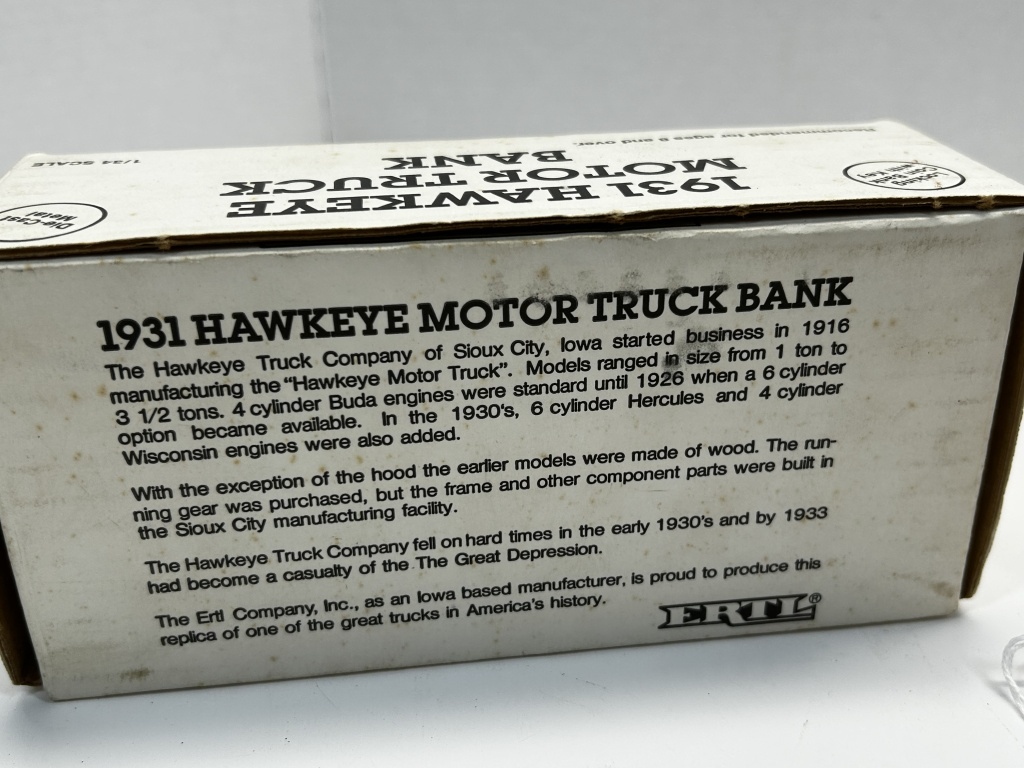 Recommended for ages 8 and over.
1/34 SCALE
1931 HAWKEYE
MOTOR TRUCK
BANK
Die-Cast
Metal
Locking
1931 HAWKEYE MOTOR TRUCK BANK
The Hawkeye Truck Company of Sioux City, Iowa started business in 1916
manufacturing the "Hawkeye Motor Truck". Models ranged in size from 1 ton to
3 1/2 tons. 4 cylinder Buda engines were standard until 1926 when a 6 cylinder
option became available. In the 1930's, 6 cylinder Hercules and 4 cylinder
Wisconsin engines were also added.
With the exception of the hood the earlier models were made of wood. The run-
ning gear was purchased, but the frame and other component parts were built in
the Sioux City manufacturing facility.
The Hawkeye Truck Company fell on hard times in the early 1930's and by 1933
had become a casualty of the The Great Depression.
The Ertl Company, Inc., as an Iowa based manufacturer, is proud to produce this
replica of one of the great trucks in America's history.
ERTL®